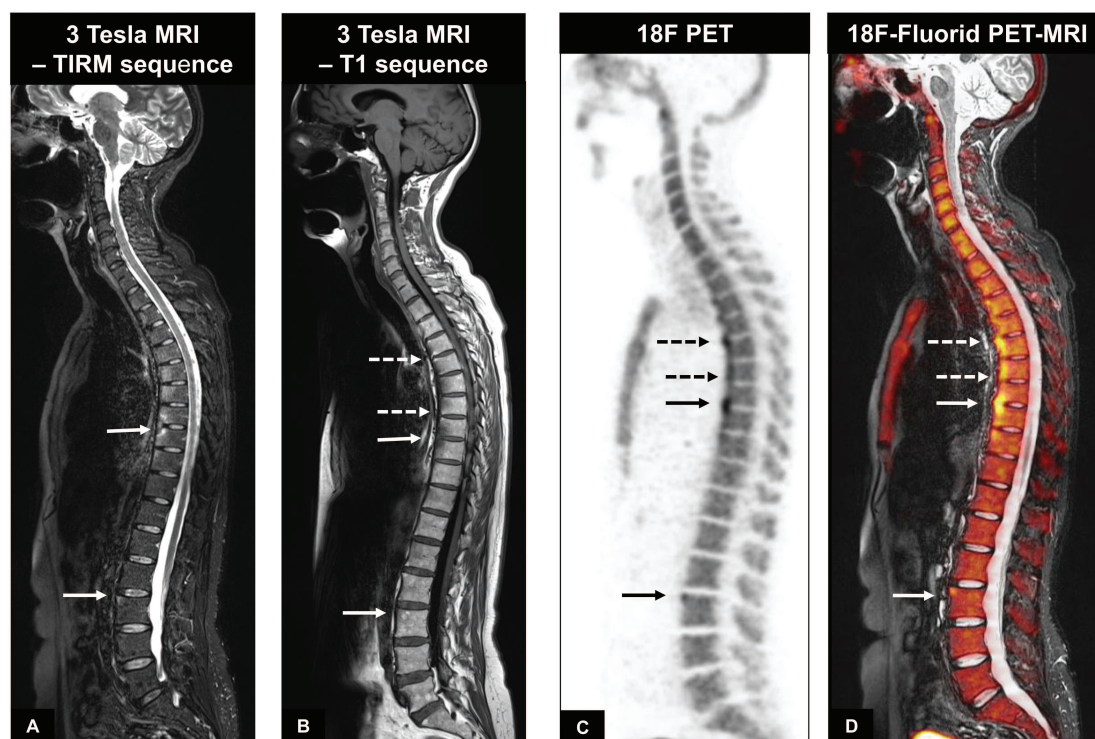 3 Tesla MRI
– TIRM sequence
3 Tesla MRI
– T1 sequence
18F PET
18F-Fluorid PET-MRI
A
B
C
D